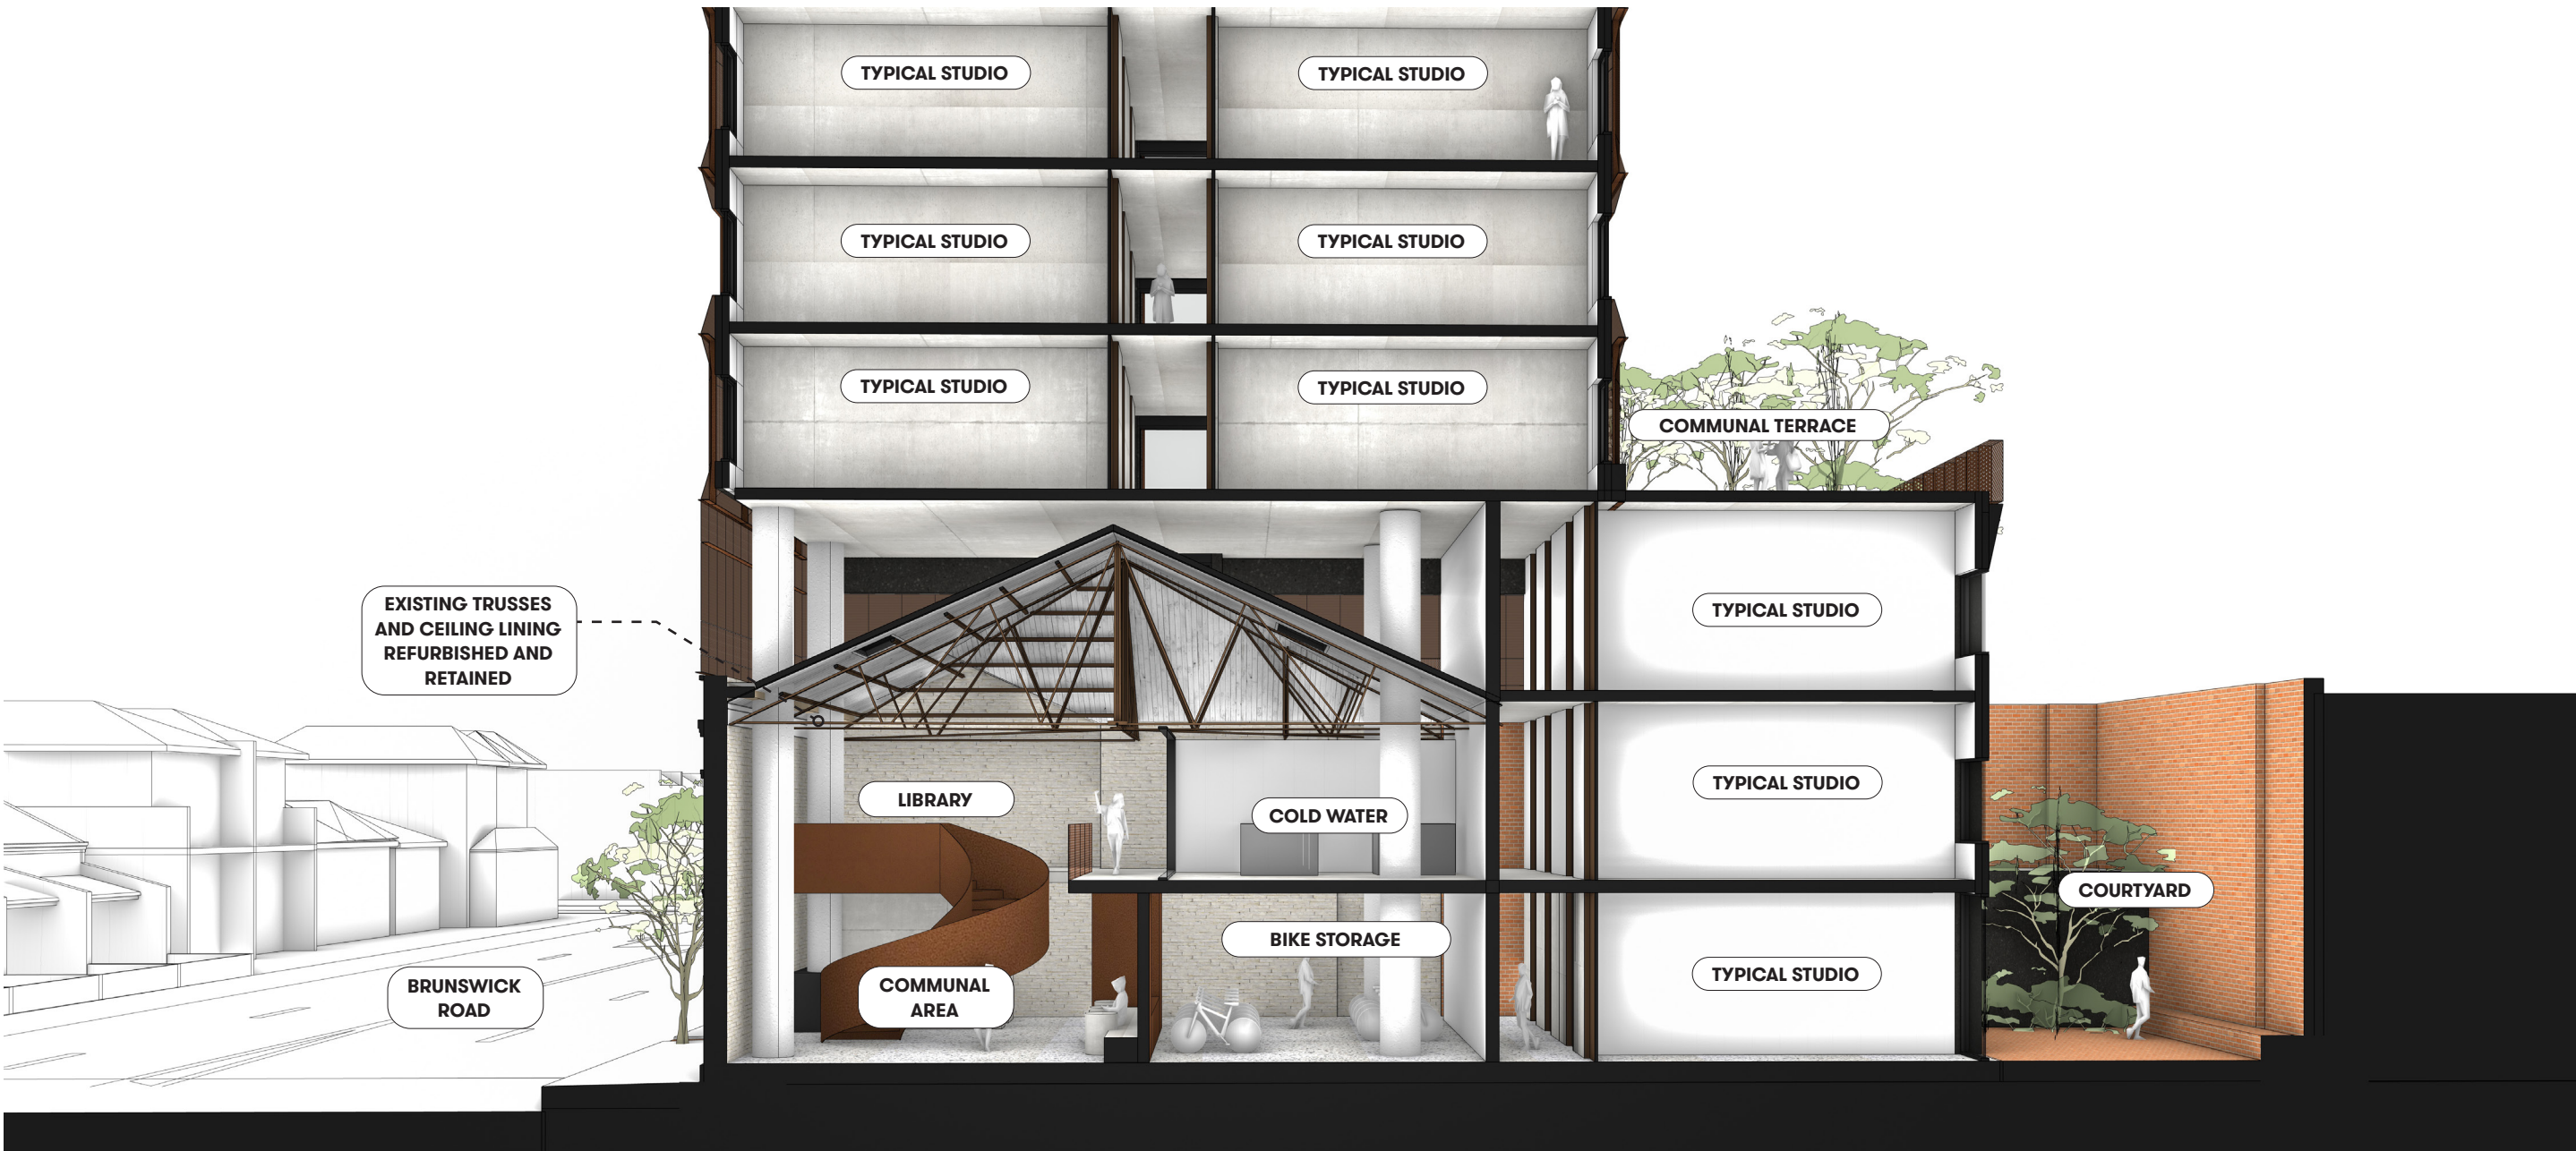 TYPICAL STUDIO
TYPICAL STUDIO
TYPICAL STUDIO
TYPICAL STUDIO
TYPICAL STUDIO
TYPICAL STUDIO
COMMUNAL TERRACE
EXISTING TRUSSES
AND CEILING LINING
REFURBISHED AND
RETAINED
TYPICAL STUDIO
LIBRARY
COLD WATER
TYPICAL STUDIO
COURTYARD
BRUNSWICK
ROAD
COMMUNAL
AREA
BIKE STORAGE
TYPICAL STUDIO